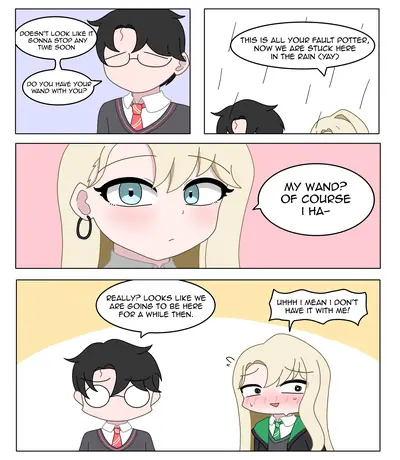 DOESN'T LOOK LIKE IT
GONNA STOP ANY
TIME SOON
DO YOU HAVE YOUR
WAND WITH YOU?
THIS IS ALL YOUR FAULT POTTER,
NOW WE ARE STUCK HERE
IN THE RAIN (YAY)
MY WAND?
OF COURSE
I HA-
REALLY? LOOKS LIKE WE
ARE GOING TO BE HERE
FOR A WHILE THEN.
UHHH I MEAN I DON'T
HAVE IT WITH ME!